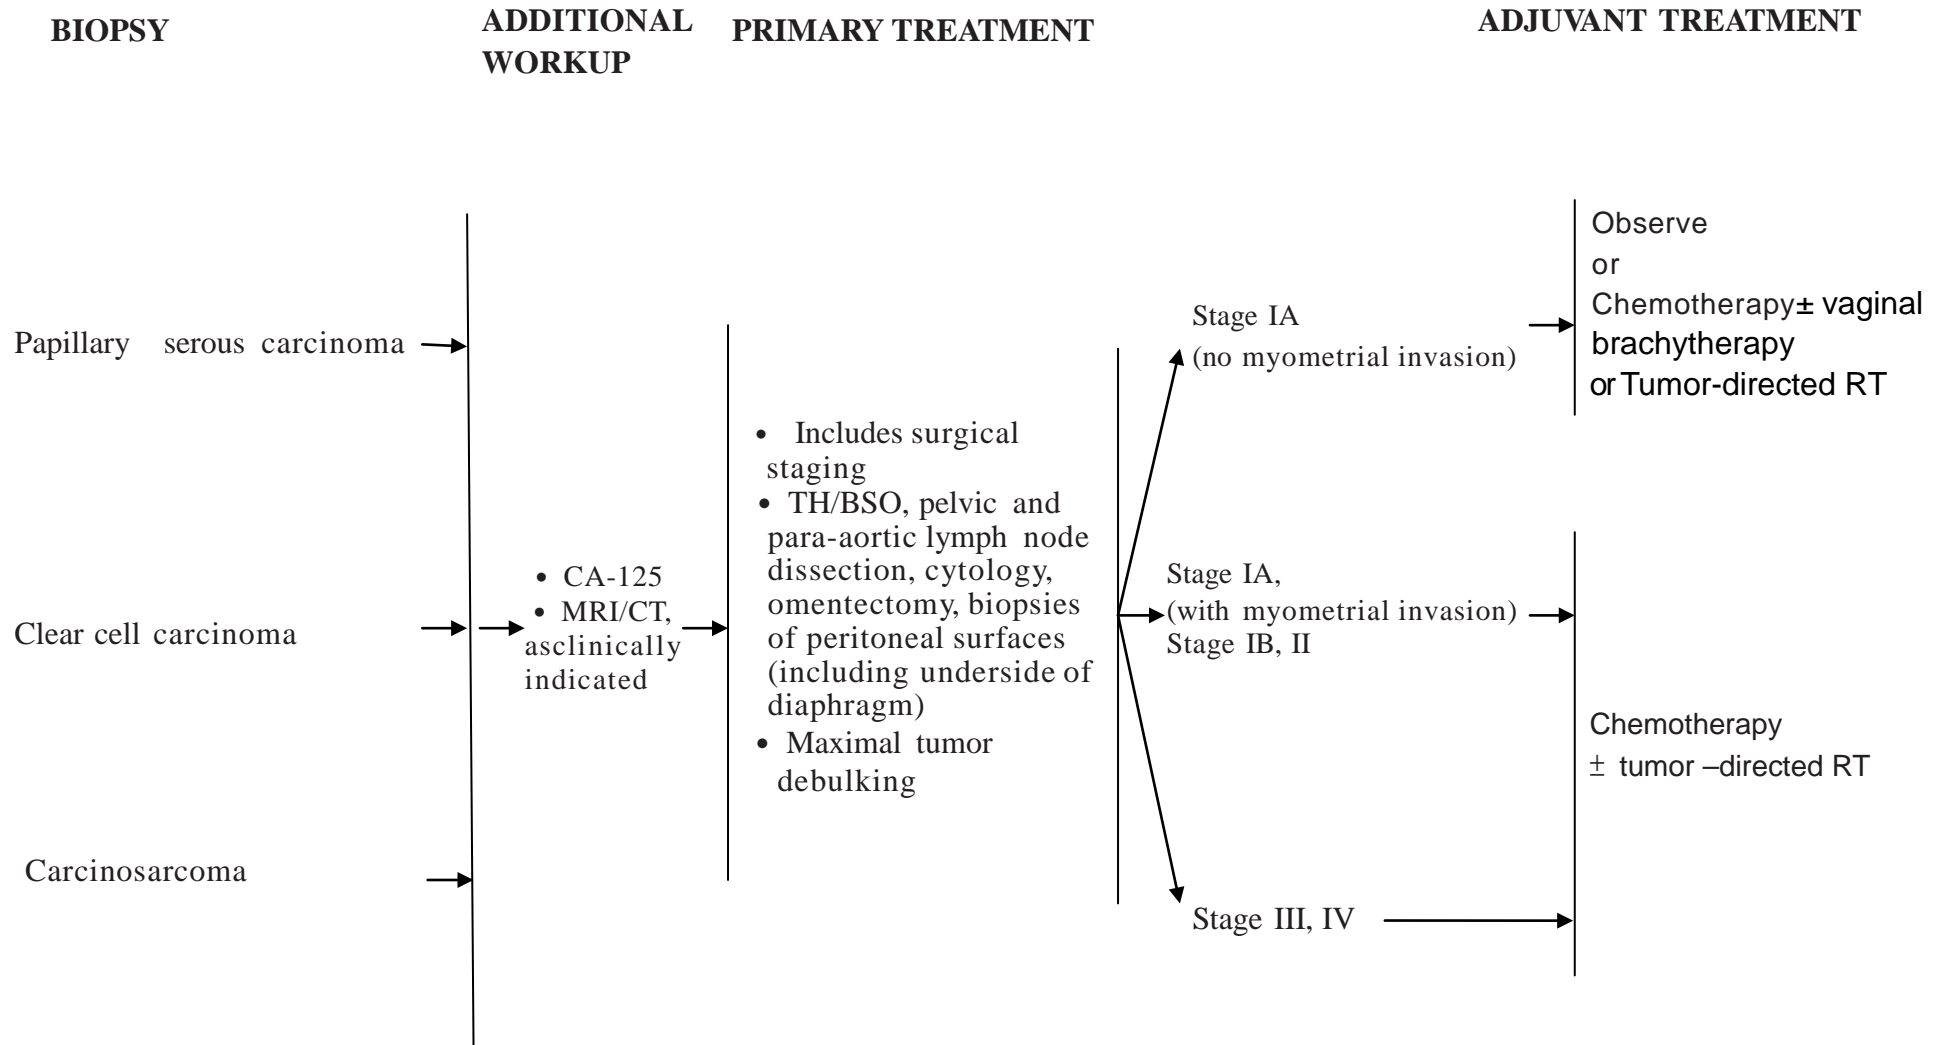 BIOPSY
ADDITIONAL
WORKUP
PRIMARY TREATMENT
ADJUVANT TREATMENT
Papillary serous carcinoma
Clear cell carcinoma
Carcinosarcoma
• CA-125
• MRI/CT,
asclinically
indicated
• Includes surgical
staging
• TH/BSO, pelvic and
para-aortic lymph node
dissection, cytology,
omentectomy, biopsies
of peritoneal surfaces
(including underside of
diaphragm)
• Maximal tumor
debulking
Stage IA
(no myometrial invasion)
Stage IA,
(with myometrial invasion)
Stage IB, II
Stage III, IV
Observe
or
Chemotherapy± vaginal
brachytherapy
or Tumor-directed RT
Chemotherapy
± tumor –directed RT